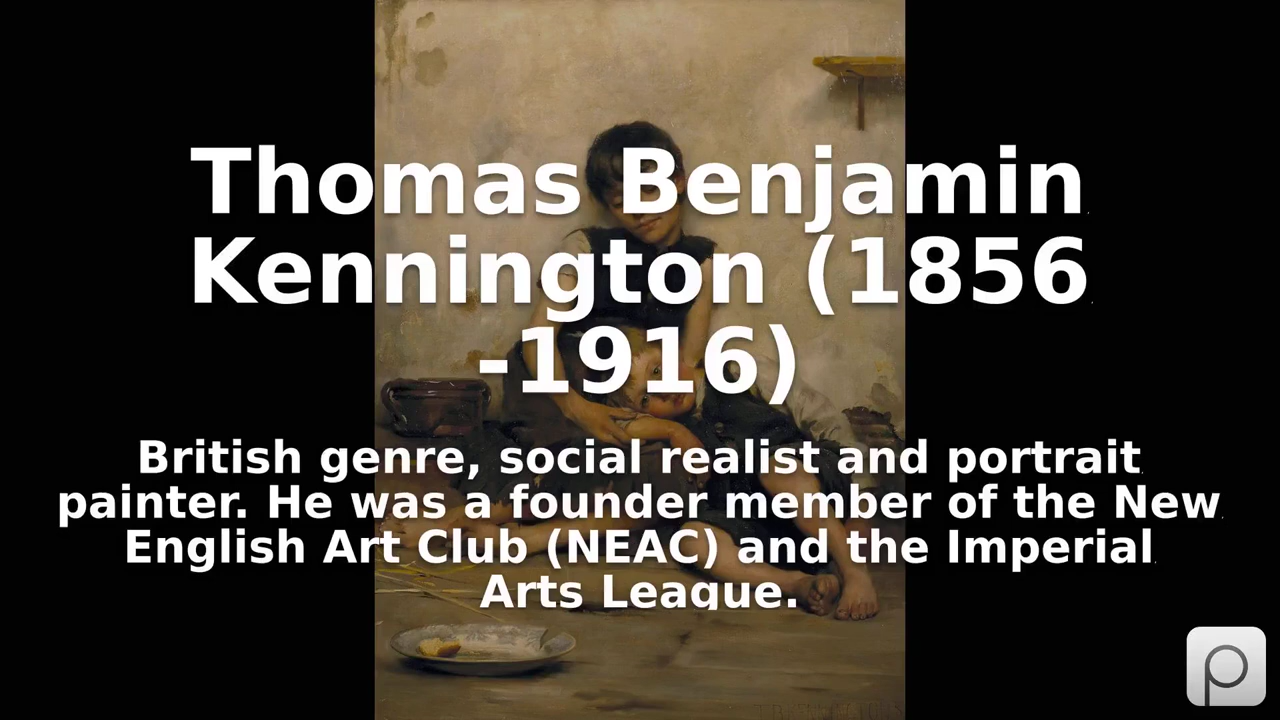 Thomas Benjamin
Kennington (1856
-1916)
British genre, social realist and portrait
painter. He was a founder member of the New
English Art Club (NEAC) and the Imperial
Arts League.